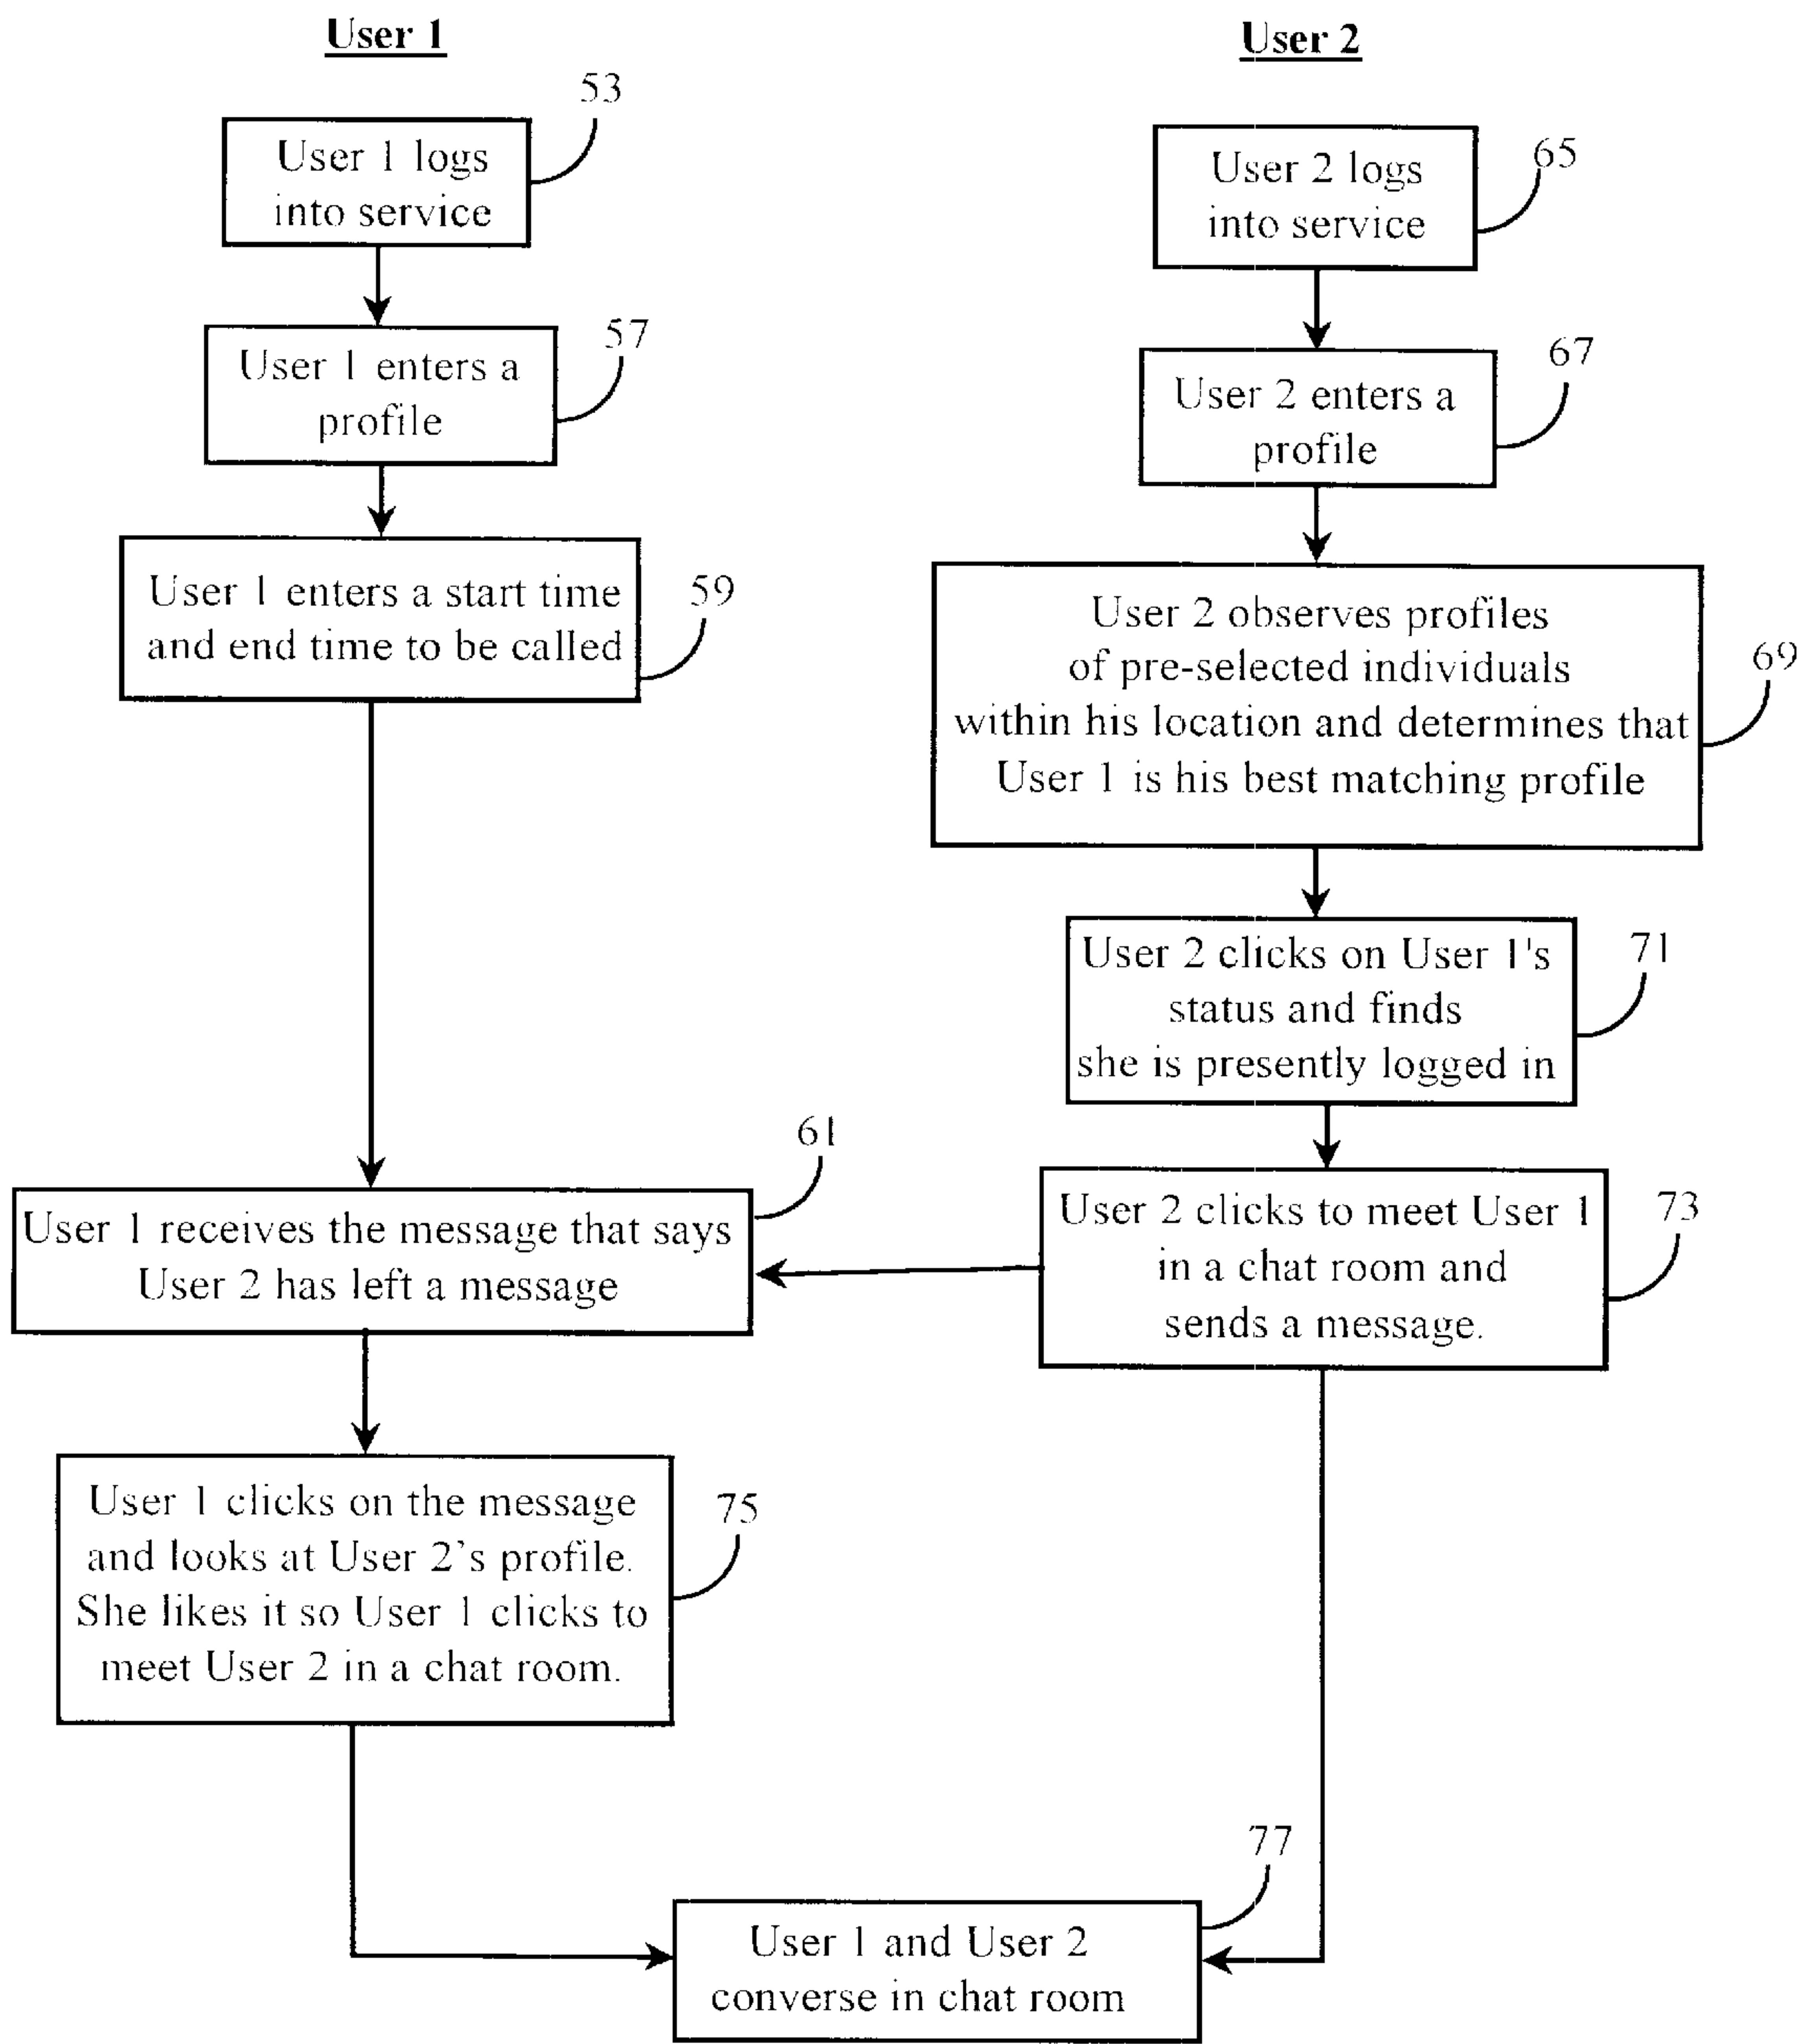 User 1
53
User 1 logs
into service
57
User 1 enters a
profile
59
User 1 enters a start time
and end time to be called
61
User 1 receives the message that says
User 2 has left a message
75
User 1 clicks on the message
and looks at User 2’s profile.
She likes it so User 1 clicks to
meet User 2 in a chat room.
User 2
65
User 2 logs
into service
67
User 2 enters a
profile
69
User 2 observes profiles
of pre-selected individuals
within his location and determines that
User 1 is his best matching profile
71
User 2 clicks on User 1's
status and finds
she is presently logged in
73
User 2 clicks to meet User 1
in a chat room and
sends a message.
77
User 1 and User 2
converse in chat room